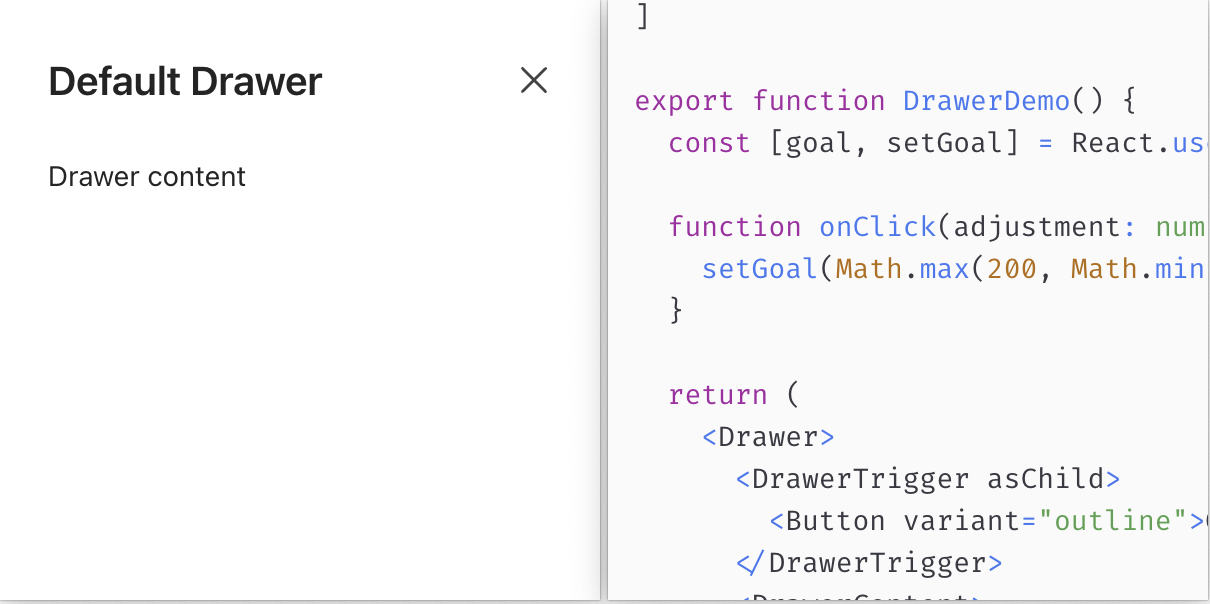 Default Drawer
Drawer content
]
export function DrawerDemo() {
const [goal, setGoal] = React.us
function onClick(adjustment: num
setGoal(Math.max(200, Math.min
}
return (
<Drawer>
<DrawerTrigger asChild>
<Button variant="outline">
</DrawerTrigger>
<DrawerContent>